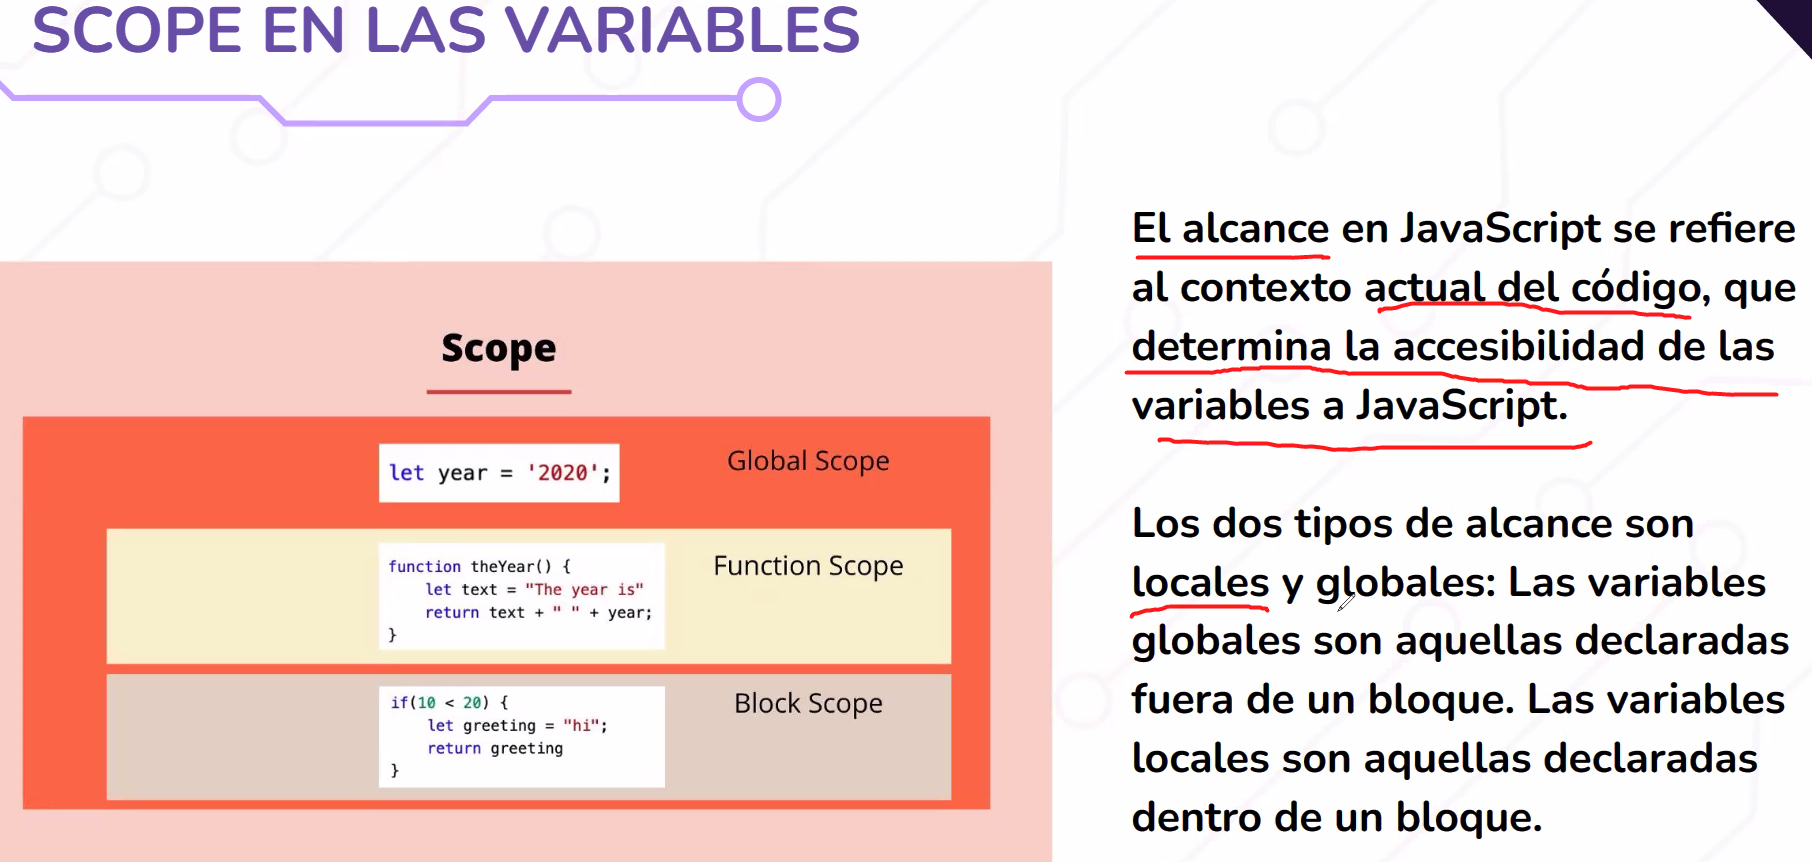 SCOPE EN LAS VARIABLES
Scope
let year = '2020';
Global Scope
function theYear() {
let text = "The year is"
return text + " " + year;
}
Function Scope
if(10 < 20) {
let greeting = "hi";
return greeting
}
Block Scope
El alcance en JavaScript se refiere
al contexto actual del código, que
determina la accesibilidad de las
variables a JavaScript.
Los dos tipos de alcance son
locales y globales: Las variables
globales son aquellas declaradas
fuera de un bloque. Las variables
locales son aquellas declaradas
dentro de un bloque.